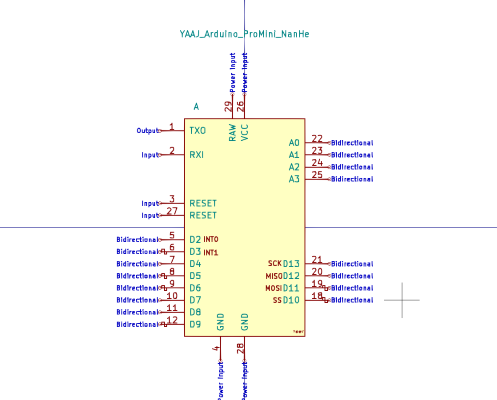 YAAJ_Arduino_ProMini_NanHe
Power Input Power Input
29 26
A
RAW VCC
Output 1 TXO
Input 2 RXI
Input 3 RESET
Input 27 RESET
Bidirectional 5 D2 INT0
Bidirectional 6 D3 INT1
Bidirectional 7 D4
Bidirectional 8 D5
Bidirectional 9 D6
Bidirectional 10 D7
Bidirectional 11 D8
Bidirectional 12 D9
A0 22 Bidirectional
A1 23 Bidirectional
A2 24 Bidirectional
A3 25 Bidirectional
SCK D13 21 Bidirectional
MISO D12 20 Bidirectional
MOSI D11 19 Bidirectional
SS D10 18 Bidirectional
GND GND
4 28
Power Input Power Input